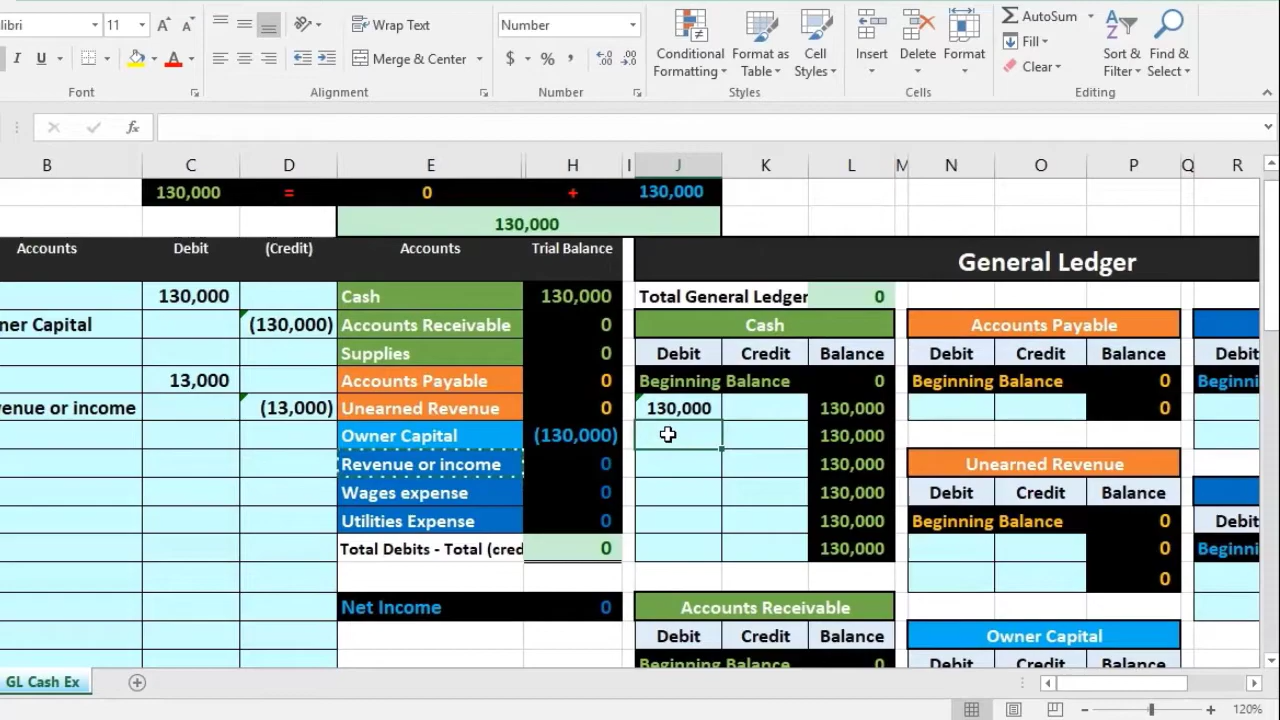 libri 11 A A Wrap Text Number Conditional Formatting Format as Table Cell Styles Insert Delete Format AutoSum Fill Clear Sort & Filter Find & Select
I U A Merge & Center $ % , .00 .0
Font Alignment Number Styles Cells Editing
fx
B C D E H I J K L M N O P Q R
130,000 = 0 + 130,000
130,000
Accounts Debit (Credit) Accounts Trial Balance General Ledger
130,000 Cash 130,000 Total General Ledger 0
ner Capital (130,000) Accounts Receivable 0 Cash Accounts Payable
Supplies 0 Debit Credit Balance Debit Credit Balance Debit
13,000 Accounts Payable 0 Beginning Balance 0 Beginning Balance 0 Beginni
venue or income (13,000) Unearned Revenue 0 130,000 130,000 0
Owner Capital (130,000) 130,000
Revenue or income 0 130,000 Unearned Revenue
Wages expense 0 130,000 Debit Credit Balance
Utilities Expense 0 130,000 Beginning Balance 0 Debit
Total Debits - Total (cred 0 130,000 0 Beginni
0
Net Income 0 Accounts Receivable
Debit Credit Balance Owner Capital
Beginning Balance 0 Debit Credit Balance
GL Cash Ex
120%